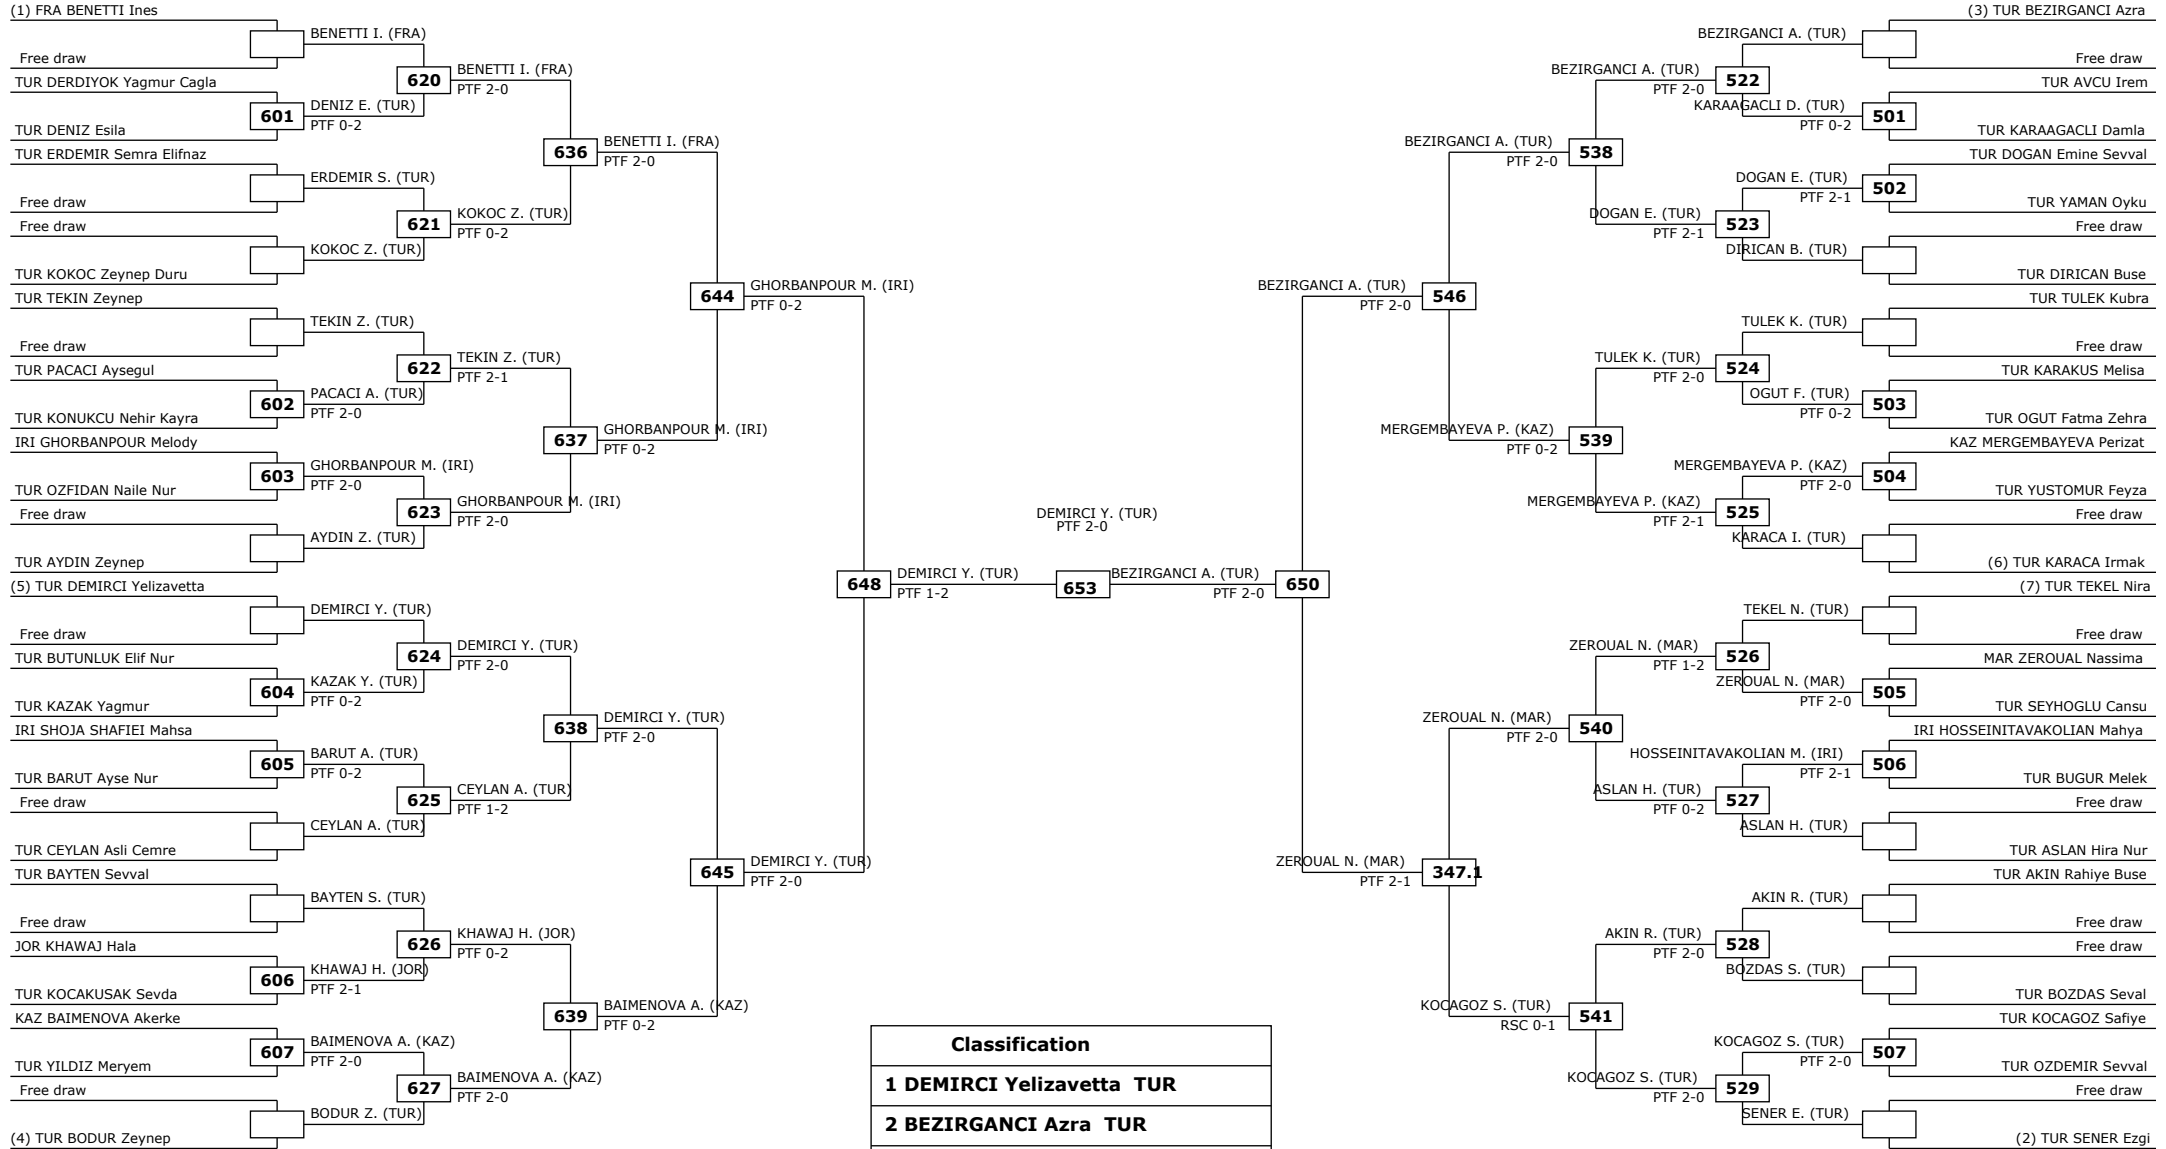 (1) FRA BENETTI Ines
Free draw
TUR DERDIYOK Yagmur Cagla
TUR DENIZ Esila
TUR ERDEMIR Semra Elifnaz
Free draw
Free draw
TUR KOKOC Zeynep Duru
TUR TEKIN Zeynep
Free draw
TUR PACACI Aysegul
TUR KONUKCU Nehir Kayra
IRI GHORBANPOUR Melody
TUR OZFIDAN Naile Nur
Free draw
TUR AYDIN Zeynep
(5) TUR DEMIRCI Yelizavetta
Free draw
TUR BUTUNLUK Elif Nur
TUR KAZAK Yagmur
IRI SHOJA SHAFIEI Mahsa
TUR BARUT Ayse Nur
Free draw
TUR CEYLAN Asli Cemre
TUR BAYTEN Sevval
Free draw
JOR KHAWAJ Hala
TUR KOCAKUSAK Sevda
KAZ BAIMENOVA Akerke
TUR YILDIZ Meryem
Free draw
(4) TUR BODUR Zeynep
BENETTI I. (FRA)
601
DENIZ E. (TUR)
PTF 0-2
ERDEMIR S. (TUR)
KOKOC Z. (TUR)
TEKIN Z. (TUR)
602
PACACI A. (TUR)
PTF 2-0
603
GHORBANPOUR M. (IRI)
PTF 2-0
AYDIN Z. (TUR)
DEMIRCI Y. (TUR)
604
KAZAK Y. (TUR)
PTF 0-2
605
BARUT A. (TUR)
PTF 0-2
CEYLAN A. (TUR)
BAYTEN S. (TUR)
606
KHAWAJ H. (JOR)
PTF 2-1
607
BAIMENOVA A. (KAZ)
PTF 2-0
BODUR Z. (TUR)
620
BENETTI I. (FRA)
PTF 2-0
621
KOKOC Z. (TUR)
PTF 0-2
622
TEKIN Z. (TUR)
PTF 2-1
623
GHORBANPOUR M. (IRI)
PTF 2-0
624
DEMIRCI Y. (TUR)
PTF 2-0
625
CEYLAN A. (TUR)
PTF 1-2
626
KHAWAJ H. (JOR)
PTF 0-2
627
BAIMENOVA A. (KAZ)
PTF 2-0
636
BENETTI I. (FRA)
PTF 2-0
637
GHORBANPOUR M. (IRI)
PTF 0-2
638
DEMIRCI Y. (TUR)
PTF 2-0
639
BAIMENOVA A. (KAZ)
PTF 0-2
644
GHORBANPOUR M. (IRI)
PTF 0-2
645
DEMIRCI Y. (TUR)
PTF 2-0
648
DEMIRCI Y. (TUR)
PTF 1-2
DEMIRCI Y. (TUR)
PTF 2-0
653
BEZIRGANCI A. (TUR)
PTF 2-0
650
BEZIRGANCI A. (TUR)
PTF 2-0
546
ZEROUAL N. (MAR)
PTF 2-1
347.1
BEZIRGANCI A. (TUR)
PTF 2-0
538
MERGEMBAYEVA P. (KAZ)
PTF 0-2
539
ZEROUAL N. (MAR)
PTF 2-0
540
KOCAGOZ S. (TUR)
RSC 0-1
541
BEZIRGANCI A. (TUR)
PTF 2-0
522
DOGAN E. (TUR)
PTF 2-1
523
TULEK K. (TUR)
PTF 2-0
524
MERGEMBAYEVA P. (KAZ)
PTF 2-1
525
ZEROUAL N. (MAR)
PTF 1-2
526
ASLAN H. (TUR)
PTF 0-2
527
AKIN R. (TUR)
PTF 2-0
528
KOCAGOZ S. (TUR)
PTF 2-0
529
BEZIRGANCI A. (TUR)
KARAAGACLI D. (TUR)
PTF 0-2
501
DOGAN E. (TUR)
PTF 2-1
502
DIRICAN B. (TUR)
TULEK K. (TUR)
OGUT F. (TUR)
PTF 0-2
503
MERGEMBAYEVA P. (KAZ)
PTF 2-0
504
KARACA I. (TUR)
TEKEL N. (TUR)
ZEROUAL N. (MAR)
PTF 2-0
505
HOSSEINITAVAKOLIAN M. (IRI)
PTF 2-1
506
ASLAN H. (TUR)
AKIN R. (TUR)
BOZDAS S. (TUR)
KOCAGOZ S. (TUR)
PTF 2-0
507
SENER E. (TUR)
(3) TUR BEZIRGANCI Azra
Free draw
TUR AVCU Irem
TUR KARAAGACLI Damla
TUR DOGAN Emine Sevval
TUR YAMAN Oyku
Free draw
TUR DIRICAN Buse
TUR TULEK Kubra
Free draw
TUR KARAKUS Melisa
TUR OGUT Fatma Zehra
KAZ MERGEMBAYEVA Perizat
TUR YUSTOMUR Feyza
Free draw
(6) TUR KARACA Irmak
(7) TUR TEKEL Nira
Free draw
MAR ZEROUAL Nassima
TUR SEYHOGLU Cansu
IRI HOSSEINITAVAKOLIAN Mahya
TUR BUGUR Melek
Free draw
TUR ASLAN Hira Nur
TUR AKIN Rahiye Buse
Free draw
Free draw
TUR BOZDAS Seval
TUR KOCAGOZ Safiye
TUR OZDEMIR Sevval
Free draw
(2) TUR SENER Ezgi
Classification
1 DEMIRCI Yelizavetta TUR
2 BEZIRGANCI Azra TUR